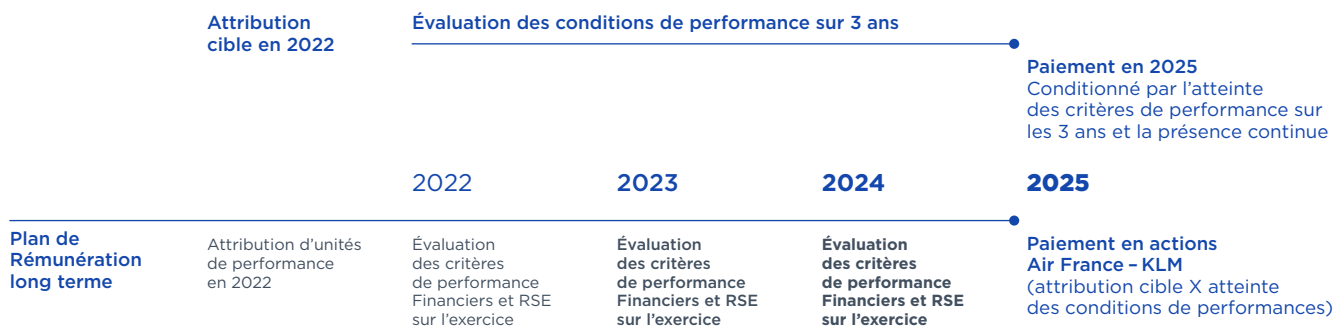 Attribution
cible en 2022
Évaluation des conditions de performance sur 3 ans
Paiement en 2025
Conditionné par l’atteinte
des critères de performance sur
les 3 ans et la présence continue
2022
2023
2024
2025
Plan de
Rémunération
long terme
Attribution d’unités
de performance
en 2022
Évaluation
des critères
de performance
Financiers et RSE
sur l’exercice
Évaluation
des critères
de performance
Financiers et RSE
sur l’exercice
Évaluation
des critères
de performance
Financiers et RSE
sur l’exercice
Paiement en actions
Air France – KLM
(attribution cible X atteinte
des conditions de performances)